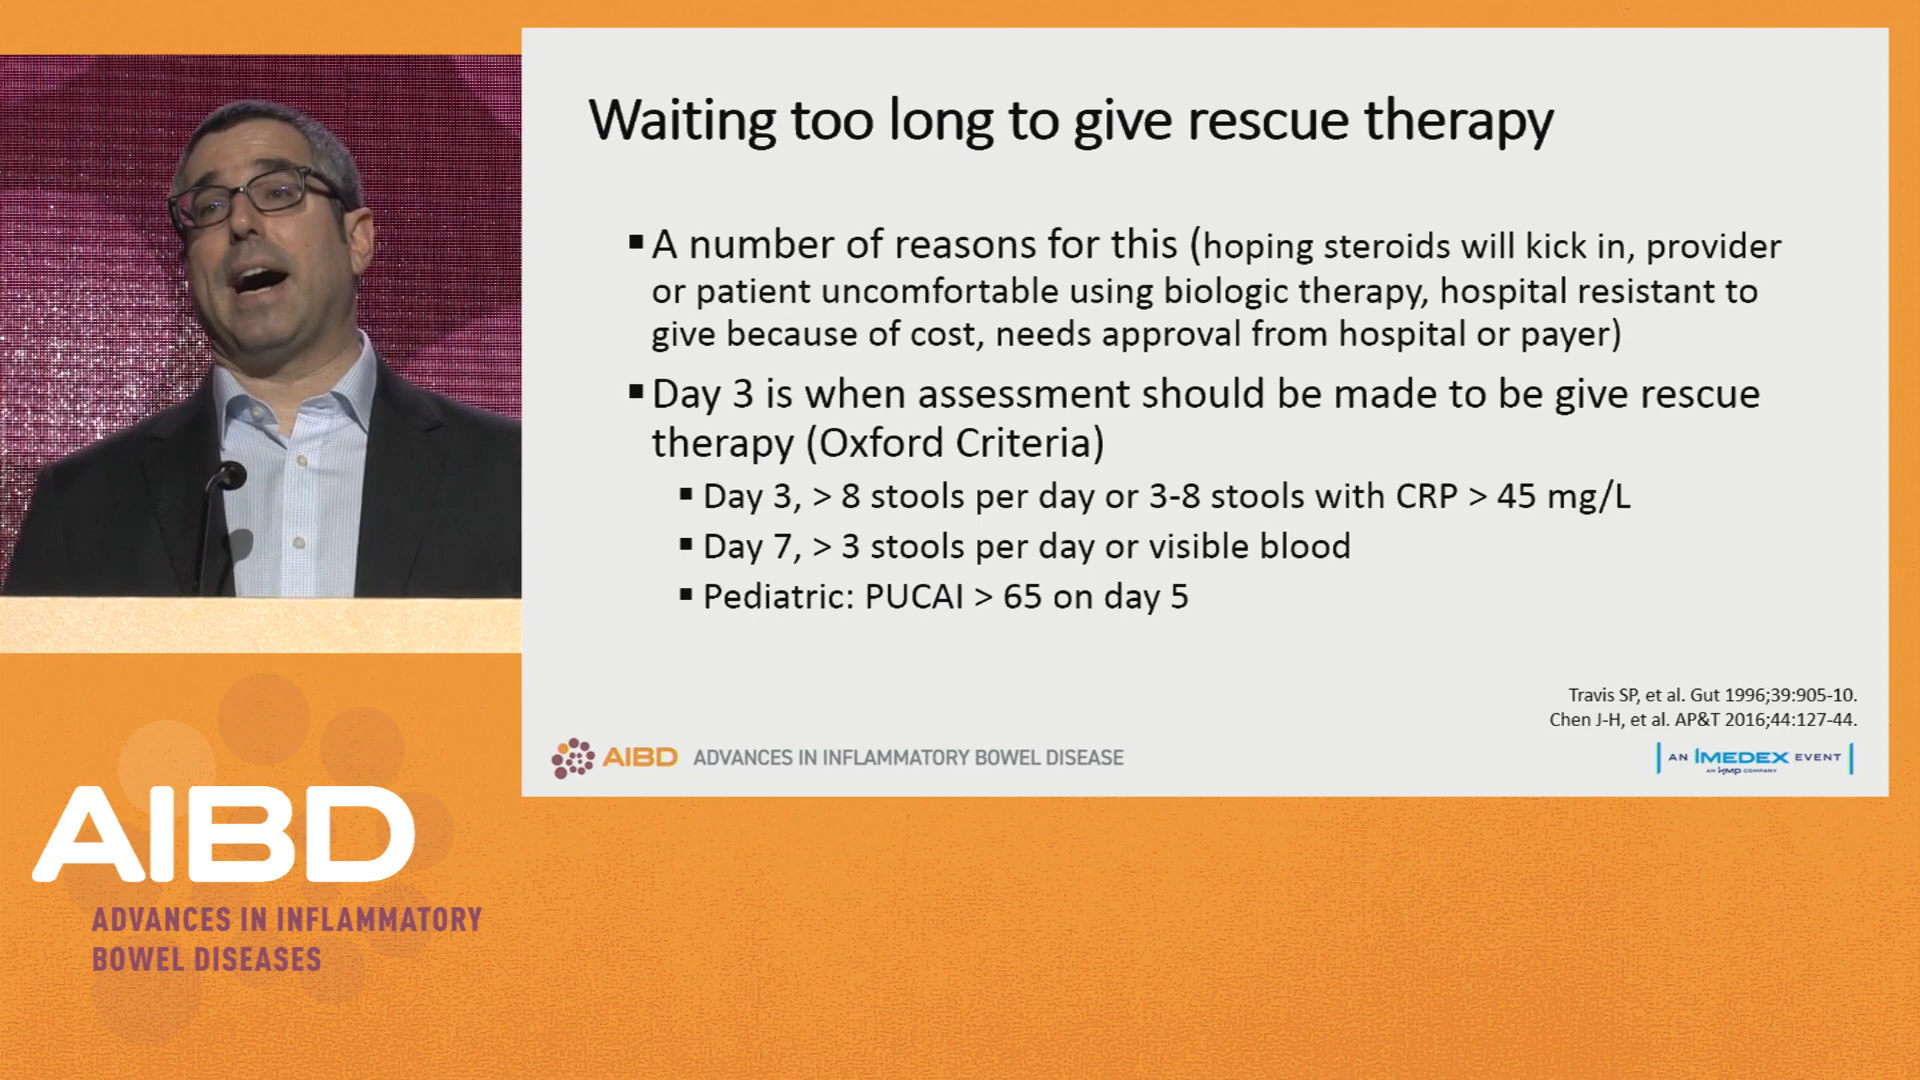 Waiting too long to give rescue therapy
▪ A number of reasons for this (hoping steroids will kick in, provider
or patient uncomfortable using biologic therapy, hospital resistant to
give because of cost, needs approval from hospital or payer)
▪ Day 3 is when assessment should be made to be give rescue
therapy (Oxford Criteria)
▪ Day 3, > 8 stools per day or 3-8 stools with CRP > 45 mg/L
▪ Day 7, > 3 stools per day or visible blood
▪ Pediatric: PUCAI > 65 on day 5
Travis SP, et al. Gut 1996;39:905-10.
Chen J-H, et al. AP&T 2016;44:127-44.
AIBD ADVANCES IN INFLAMMATORY BOWEL DISEASE
AN IMEDEX EVENT
AN HMP COMPANY
AIBD
ADVANCES IN INFLAMMATORY
BOWEL DISEASES